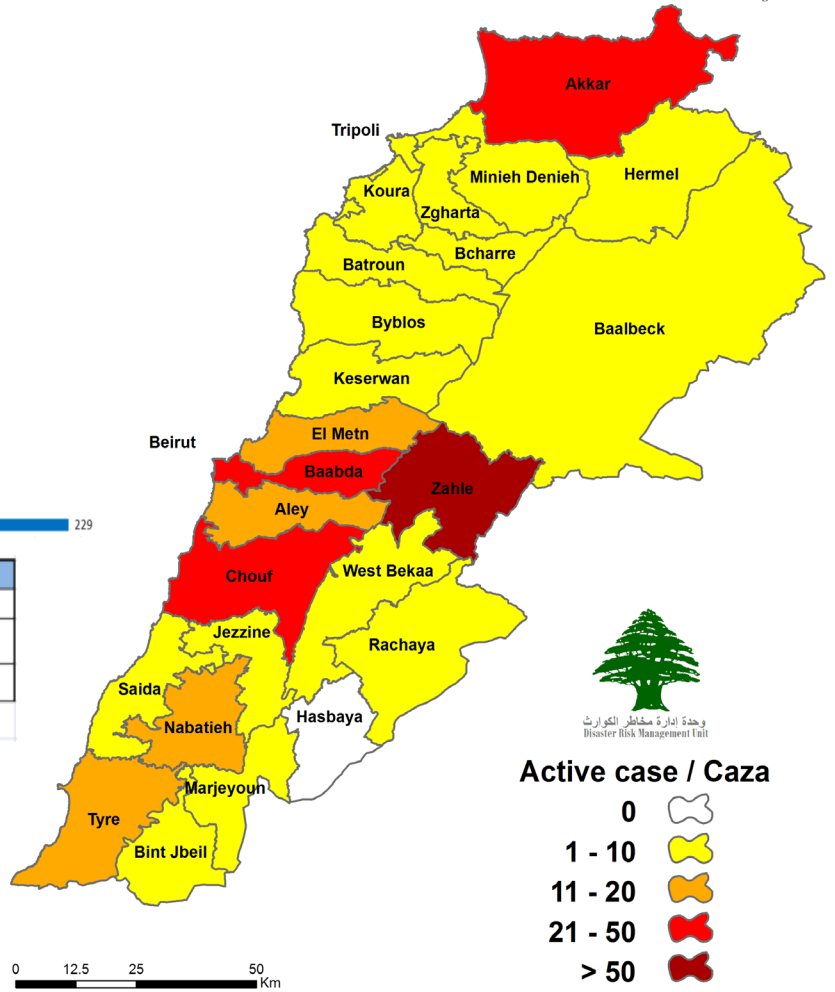 Akkar
Tripoli
Minieh Denieh
Hermel
Koura
Zgharta
Bcharre
Batroun
Byblos
Baalbeck
Keserwan
El Metn
Beirut
Baabda
Zahle
Aley
229
West Bekaa
Chouf
Jezzine
Rachaya
Saida
Hasbaya
Nabatieh
وحدة إدارة مخاطر الكوارث
Disaster Risk Management Unit
Marjeyoun
Tyre
Bint Jbeil
Active case / Caza
0
1 - 10
11 - 20
21 - 50
> 50
0 12.5 25 50
Km